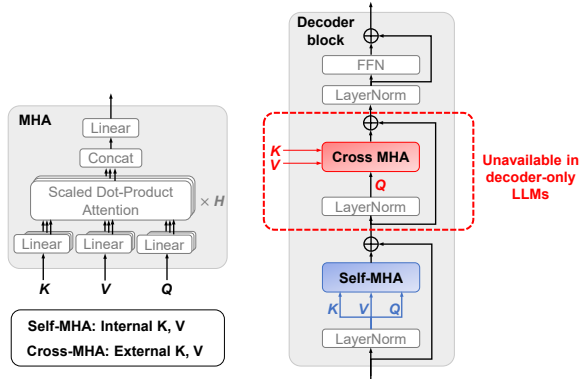 MHA
Linear
Concat
Scaled Dot-Product
Attention
× H
Linear
Linear
Linear
K
V
Q
Self-MHA: Internal K, V
Cross-MHA: External K, V
Decoder
block
FFN
LayerNorm
K
V
Cross MHA
Q
LayerNorm
Unavailable in
decoder-only
LLMs
Self-MHA
K
V
Q
LayerNorm